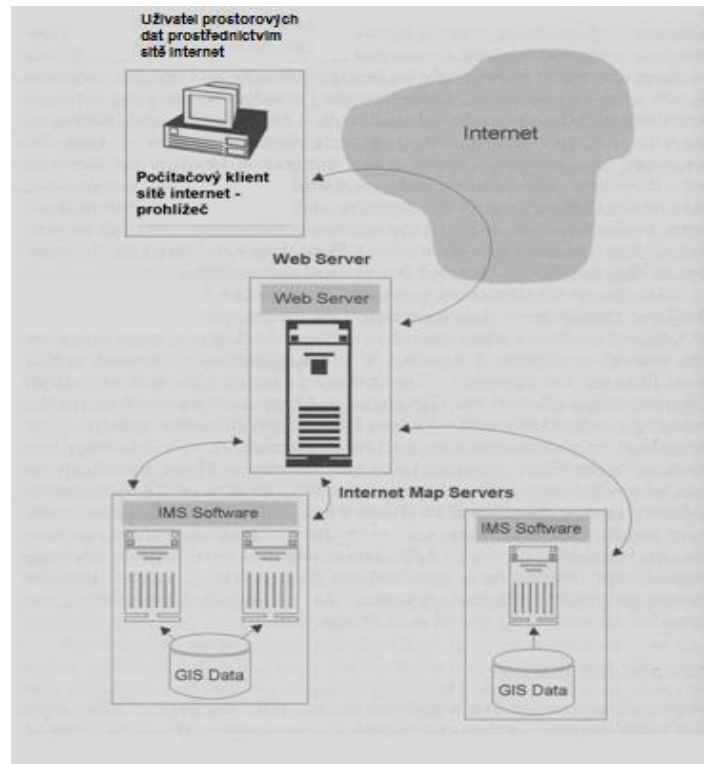 Uživatel prostorových
dat prostřednictvím
sítě internet
Internet
Počítačový klient
sítě internet -
prohlížeč
Web Server
Web Server
Internet Map Servers
IMS Software
IMS Software
GIS Data
GIS Data